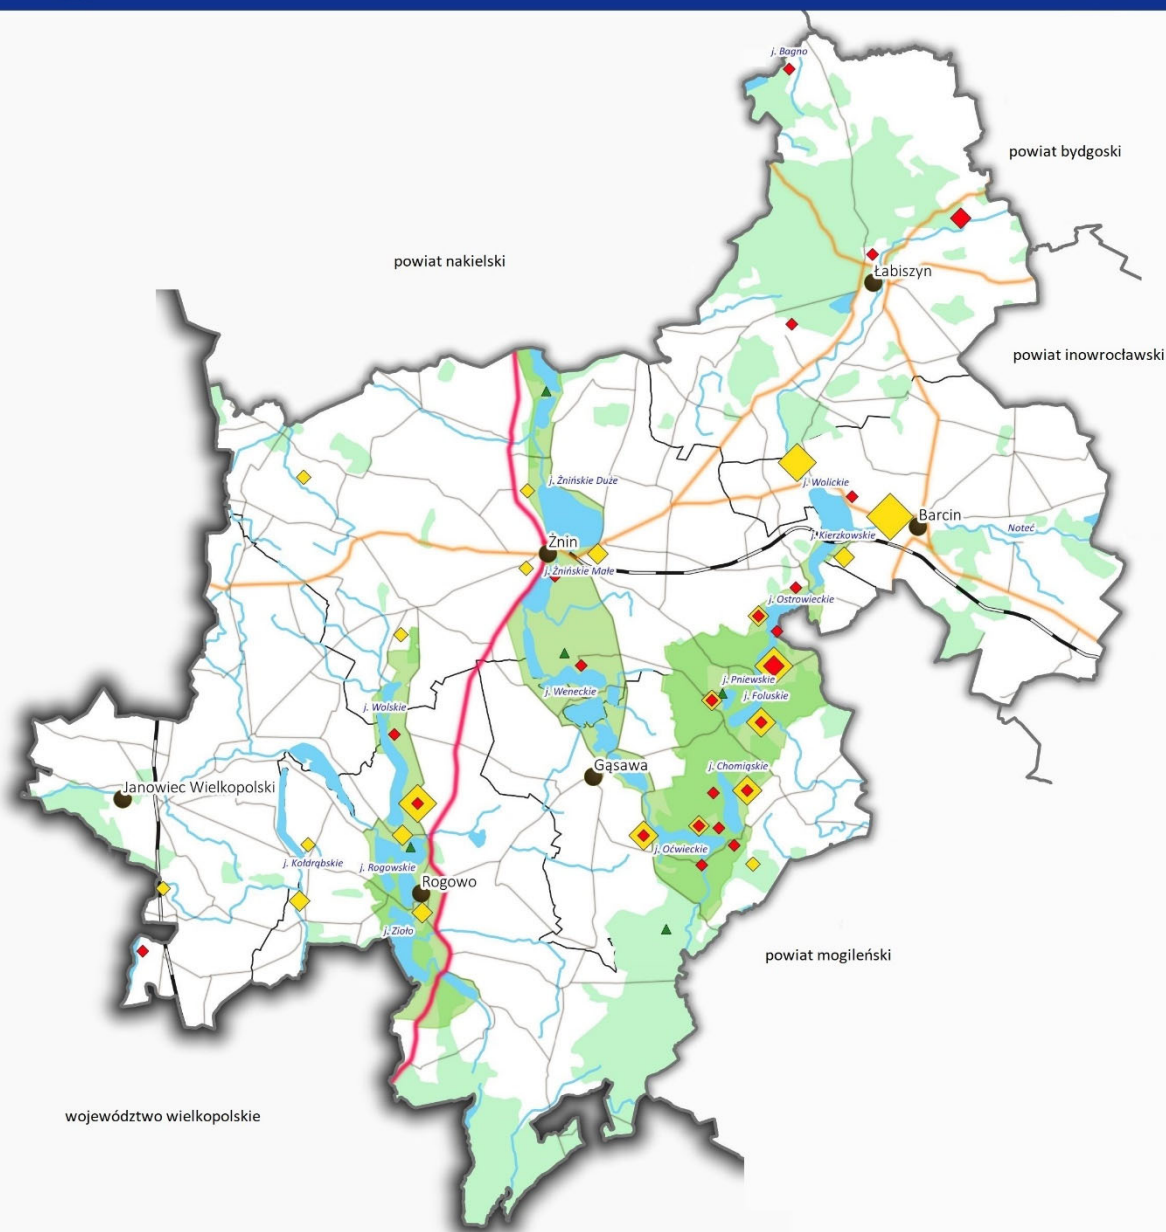 j. Bagno
powiat bydgoski
powiat nakielski
Łabiszyn
powiat inowrocławski
j. Żnińskie Duże
j. Wolickie
Barcin
Noteć
j. Kierzkowskie
Żnin
j. Żnińskie Małe
j. Ostrowieckie
j. Weneckie
j. Pniewskie
j. Foluskie
j. Wolskie
Gąsawa
j. Chomiąskie
Janowiec Wielkopolski
j. Oćwieckie
j. Kołdrąbskie
j. Rogowskie
Rogowo
j. Zioło
powiat mogileński
województwo wielkopolskie